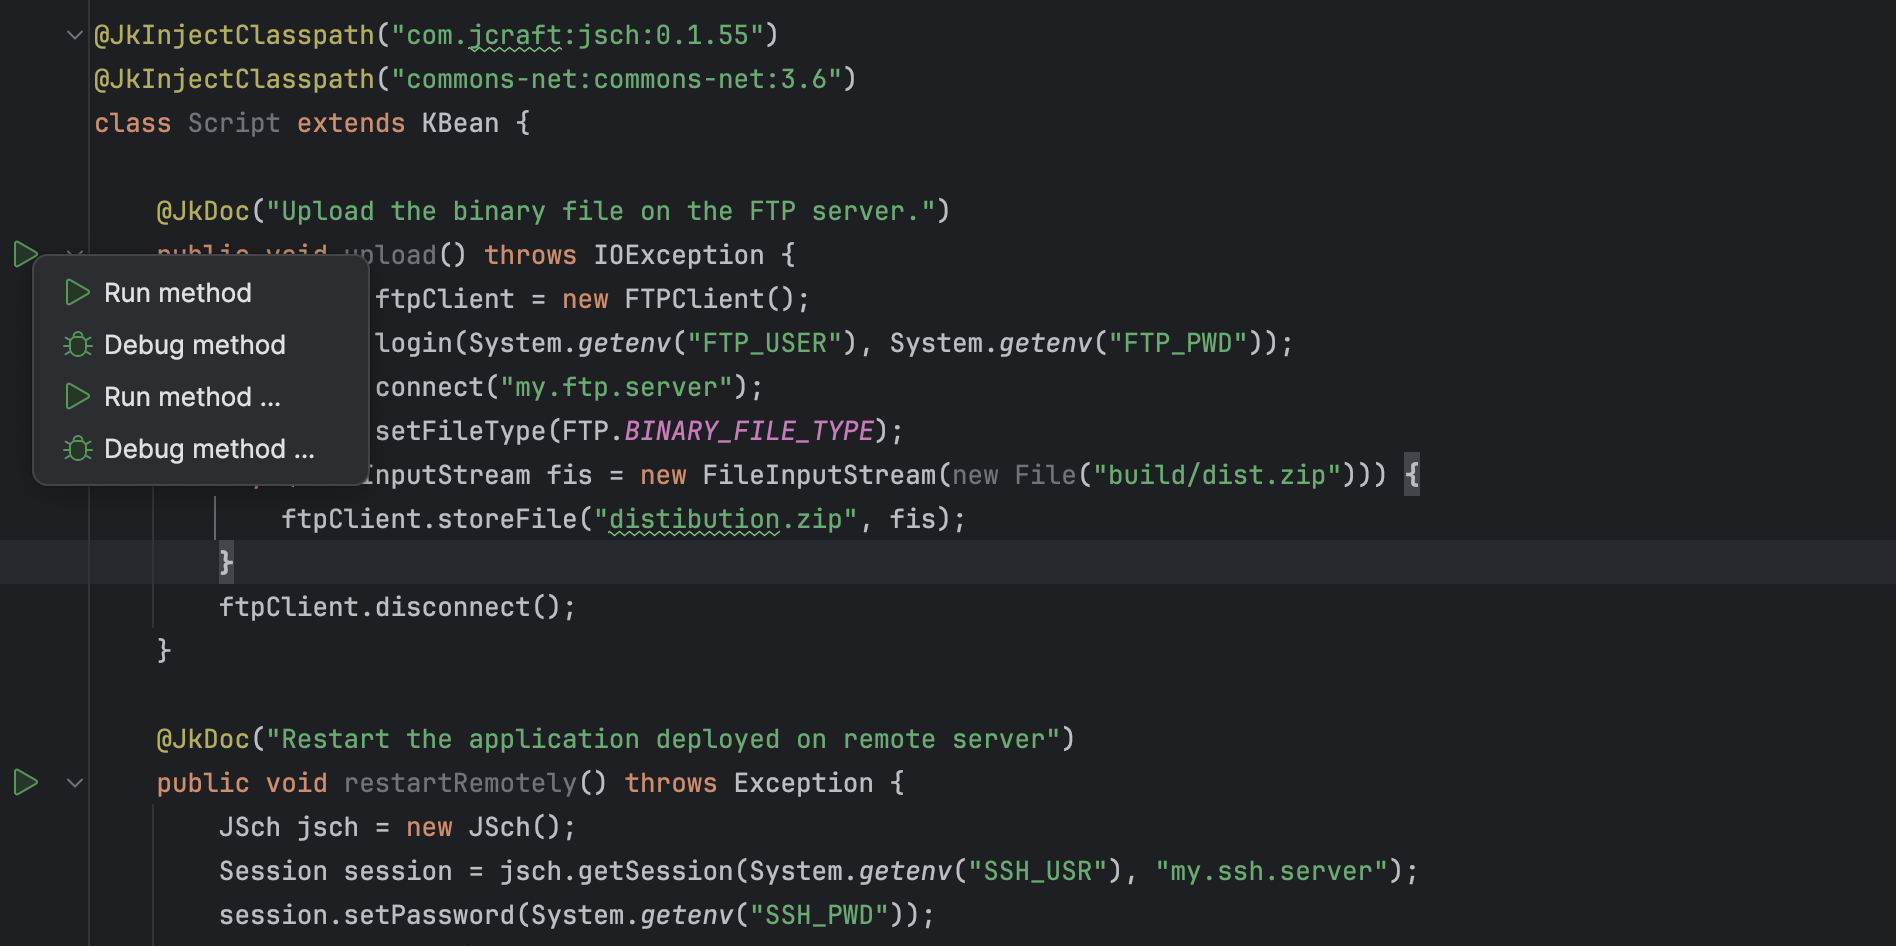 @JkInjectClasspath("com.jcraft:jsch:0.1.55")
@JkInjectClasspath("commons-net:commons-net:3.6")
class Script extends KBean {
@JkDoc("Upload the binary file on the FTP server.")
public void upload() throws IOException {
Run method
Debug method
Run method ...
Debug method ...
ftpClient = new FTPClient();
login(System.getenv("FTP_USER"), System.getenv("FTP_PWD"));
connect("my.ftp.server");
setFileType(FTP.BINARY_FILE_TYPE);
InputStream fis = new FileInputStream(new File("build/dist.zip"))) {
ftpClient.storeFile("distibution.zip", fis);
}
ftpClient.disconnect();
}
@JkDoc("Restart the application deployed on remote server")
public void restartRemotely() throws Exception {
JSch jsch = new JSch();
Session session = jsch.getSession(System.getenv("SSH_USR"), "my.ssh.server");
session.setPassword(System.getenv("SSH_PWD"));